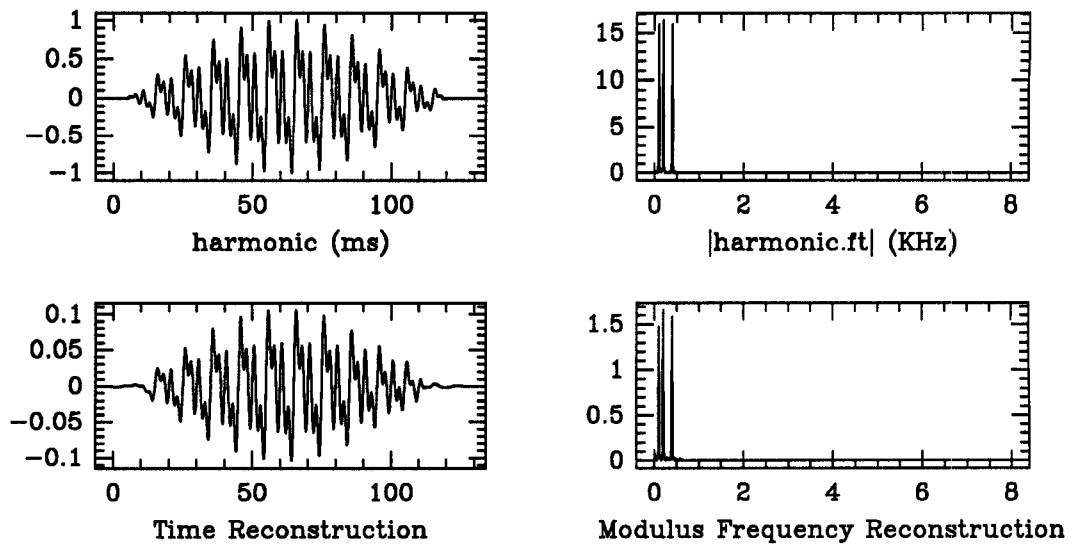 1
0.5
0
−0.5
−1
0 50 100
harmonic (ms)
15
10
5
0
0 2 4 6 8
|harmonic.ft| (KHz)
0.1
0.05
0
−0.05
−0.1
0 50 100
Time Reconstruction
1.5
1
0.5
0
0 2 4 6 8
Modulus Frequency Reconstruction